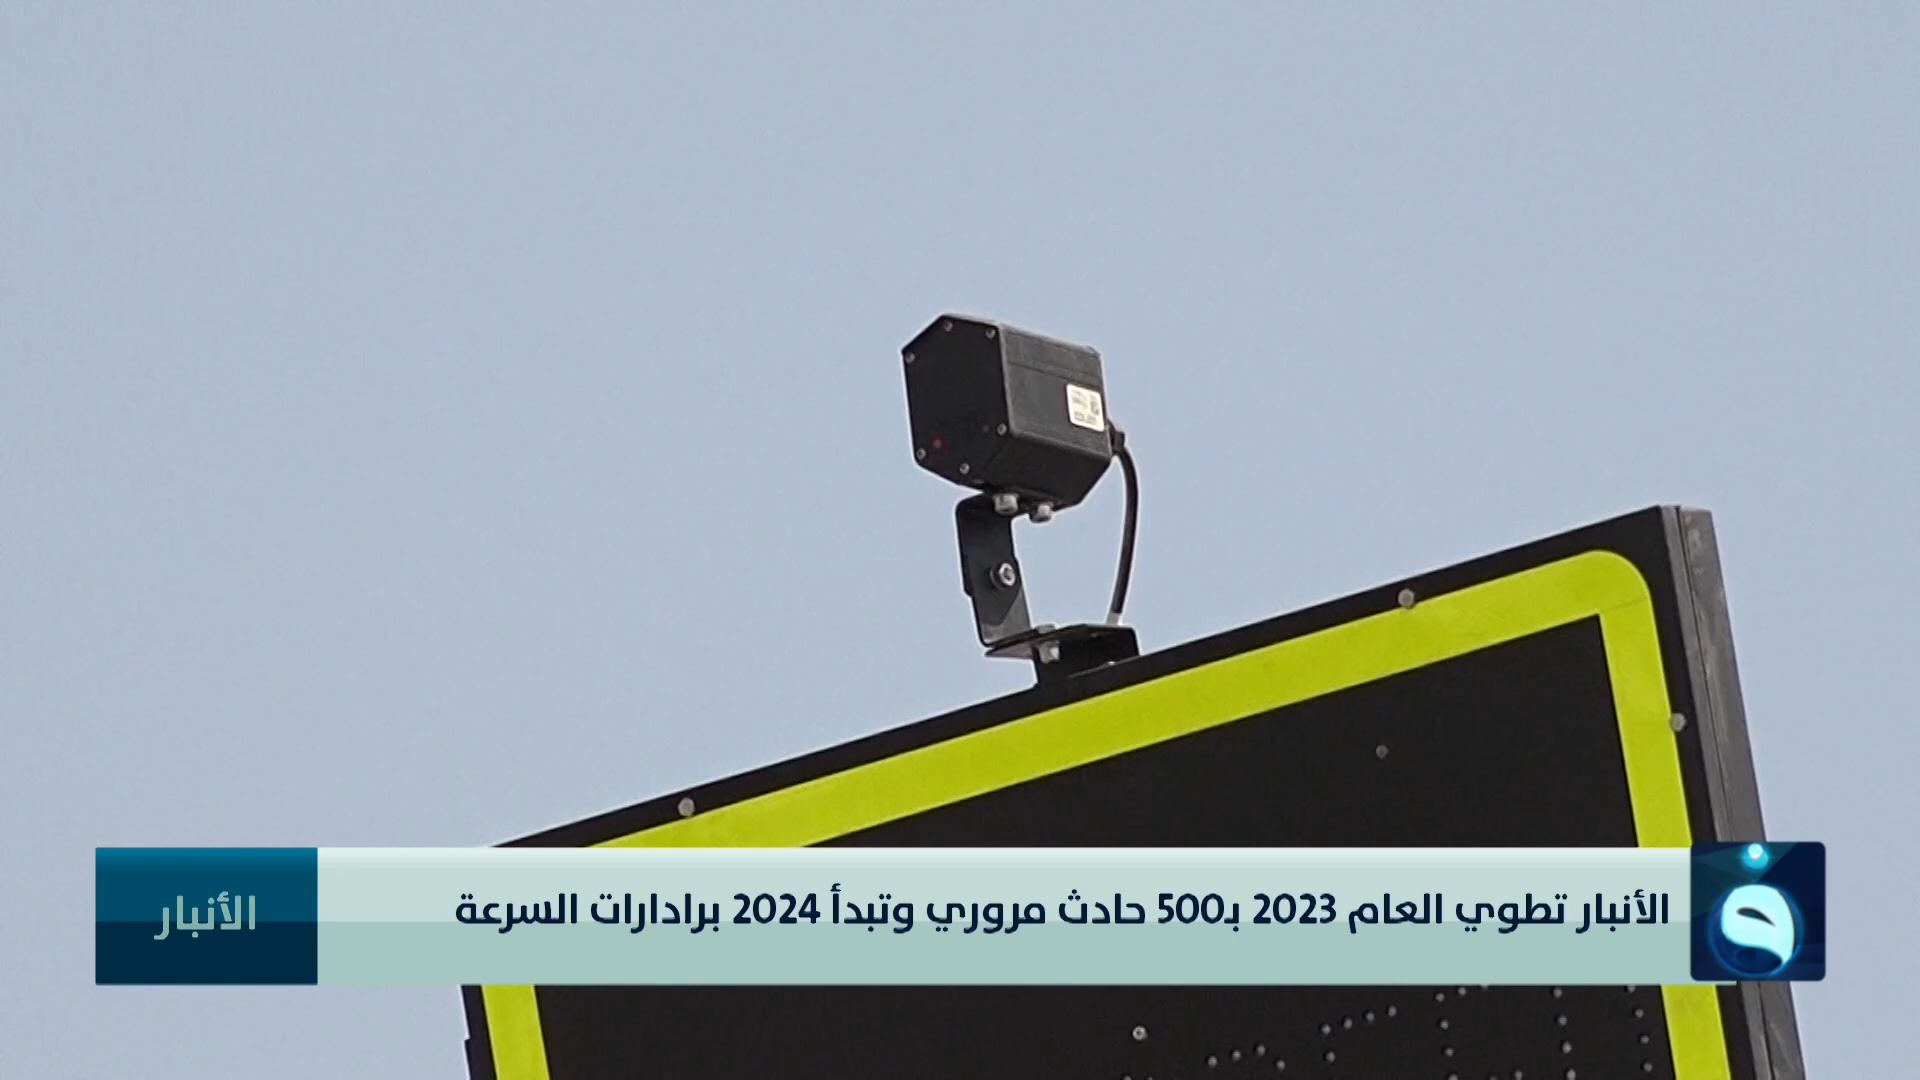 الأنبار تطوي العام 2023 بـ500 حادث مروري وتبدأ 2024 برادارات السرعة
الأنبار